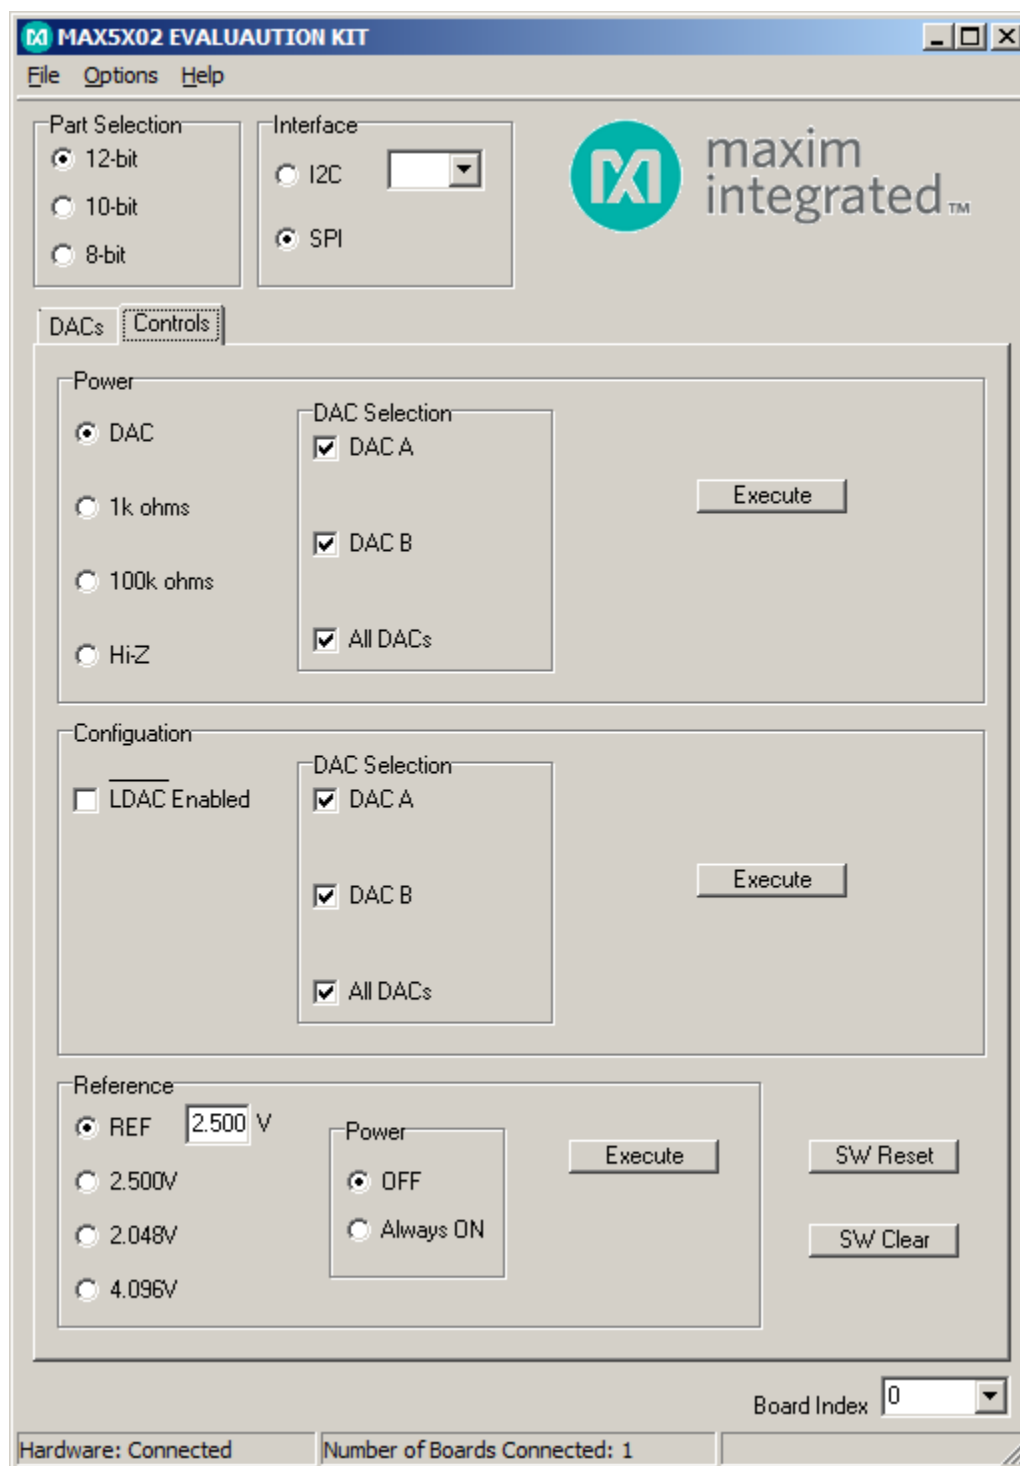 MAX5X02 EVALUAUTION KIT
File Options Help
Part Selection
12-bit
10-bit
8-bit
Interface
I2C
SPI
maxim
integrated™
DACs Controls
Power
DAC
1k ohms
100k ohms
Hi-Z
DAC Selection
DAC A
DAC B
All DACs
Execute
Configuation
LDAC Enabled
DAC Selection
DAC A
DAC B
All DACs
Execute
Reference
REF 2.500 V
2.500V
2.048V
4.096V
Power
OFF
Always ON
Execute
SW Reset
SW Clear
Board Index 0
Hardware: Connected Number of Boards Connected: 1